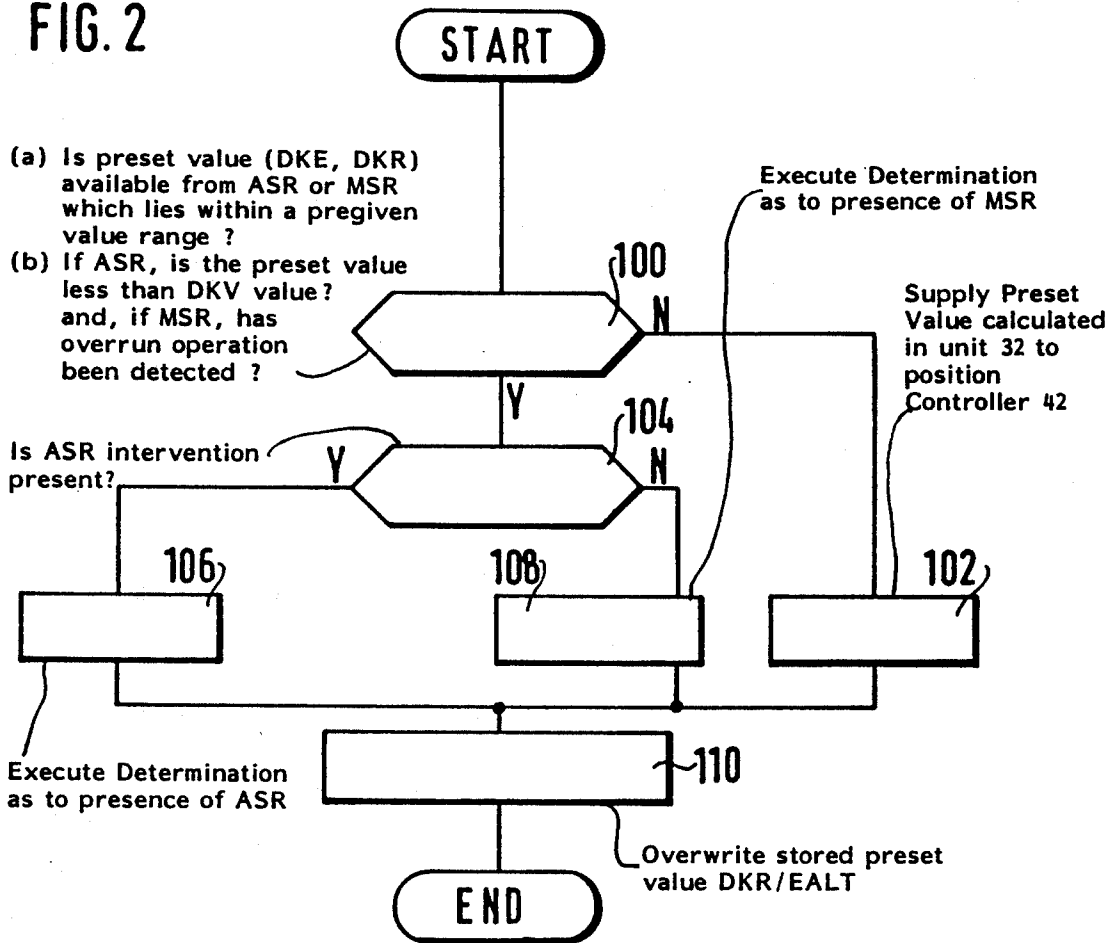 FIG. 2
START
(a) Is preset value (DKE, DKR)
available from ASR or MSR
which lies within a pregiven
value range ?
(b) If ASR, is the preset value
less than DKV value?
and, if MSR, has
overrun operation
been detected ?
Execute Determination
as to presence of MSR
100
N
Supply Preset
Value calculated
in unit 32 to
position
Controller 42
Y
104
Is ASR intervention
present?
Y
N
106
108
102
Execute Determination
as to presence of ASR
110
Overwrite stored preset
value DKR/EALT
END